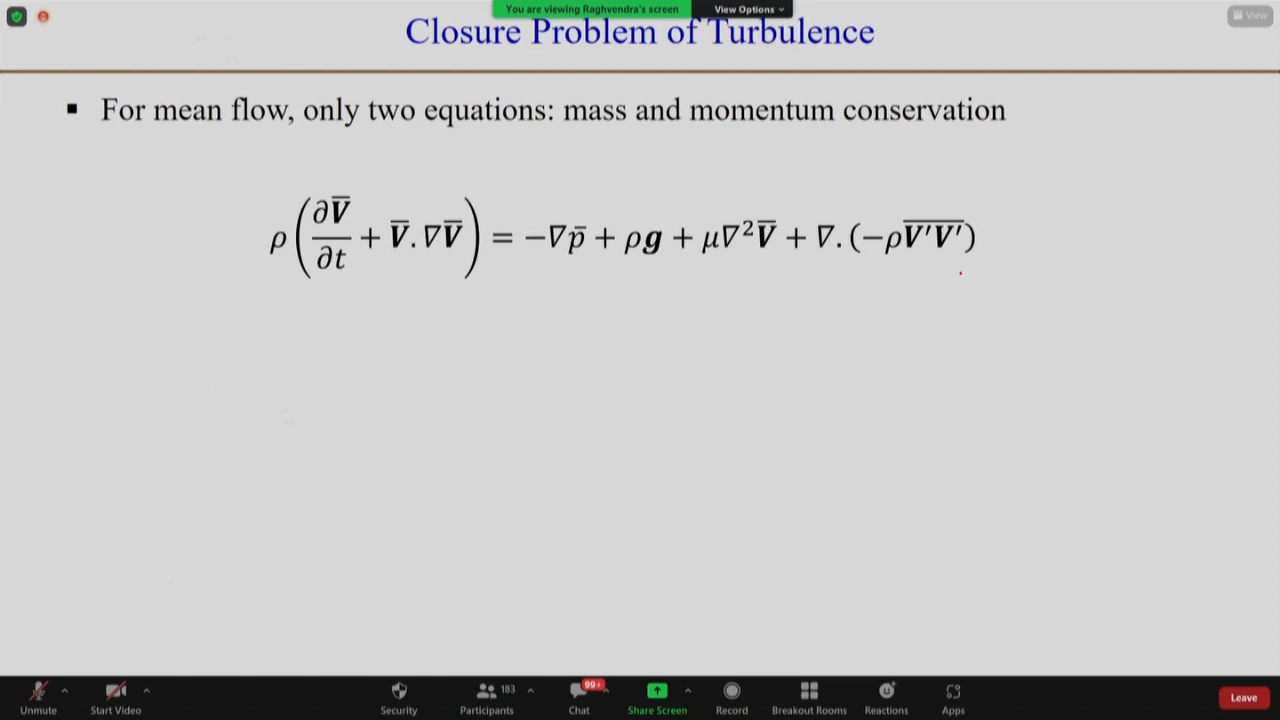 You are viewing Raghvendra's screen View Options
View
Closure Problem of Turbulence
▪ For mean flow, only two equations: mass and momentum conservation
ρ(∂V̅/∂t + V̅.∇V̅) = −∇p̅ + ρg + μ∇²V̅ + ∇.(−ρV̅′̅V̅′̅)
183
99+
Unmute Start Video Security Participants Chat Share Screen Record Breakout Rooms Reactions Apps Leave